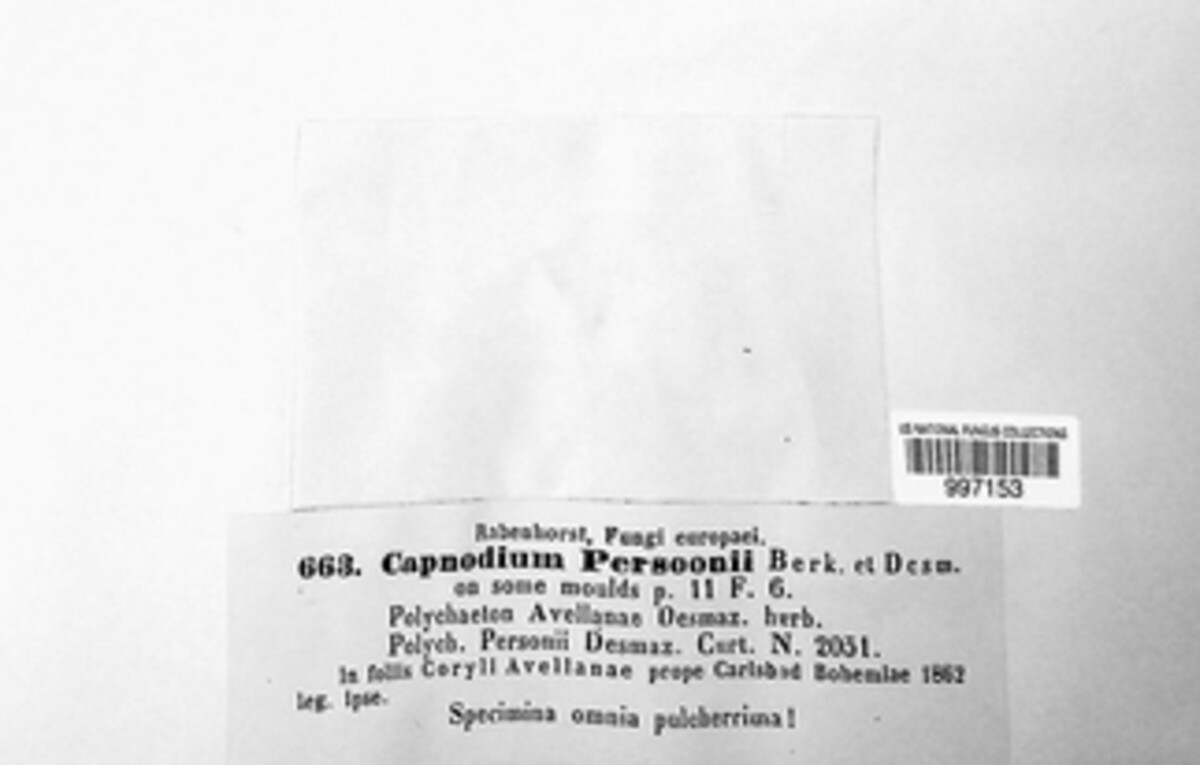 US NATIONAL FUNGUS COLLECTIONS
997153
Rabenhorst, Fungi europaei.
663. Capnodium Persoonii Berk. et Desm.
on some moulds p. 11 F. 6.
Polychaeton Avellanae Desmaz. herb.
Polych. Personii Desmaz. Curt. N. 2051.
In foliis Coryli Avellanae prope Carlsbad Bohemiae 1862
leg. Ipse.
Specimina omnia pulcherrima!